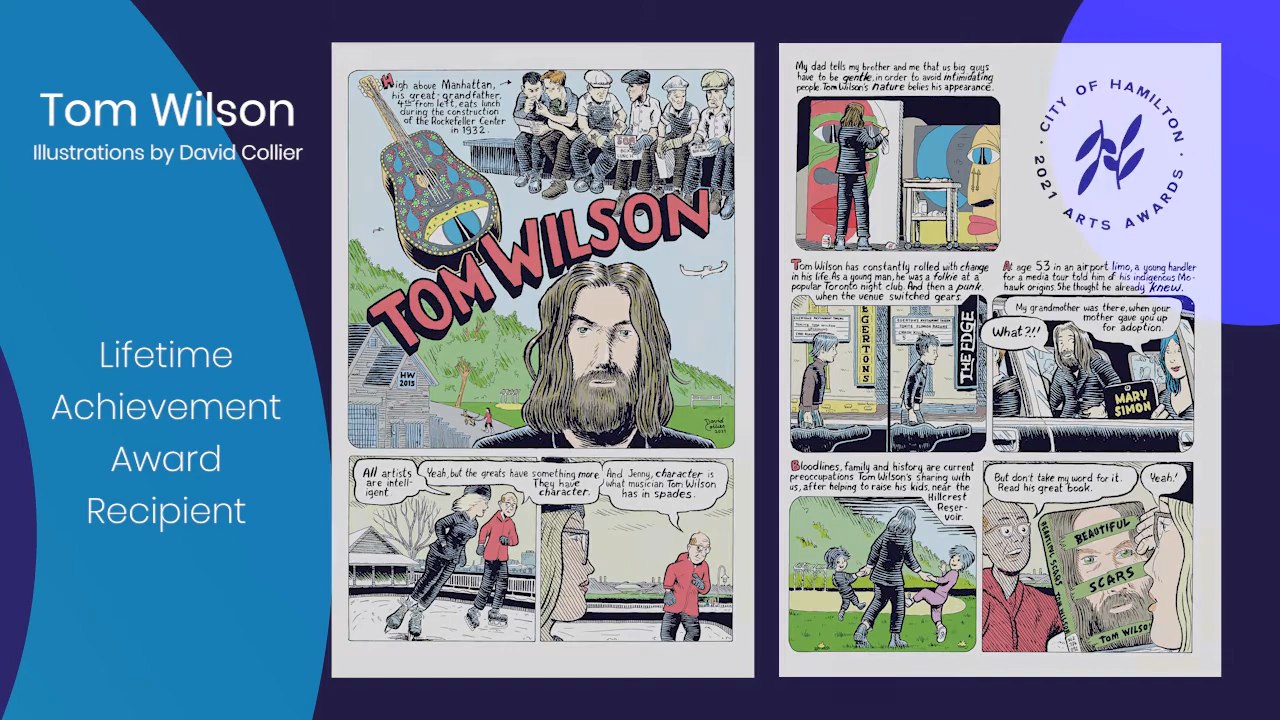 Tom Wilson
Illustrations by David Collier
Lifetime
Achievement
Award
Recipient
High above Manhattan,
his great-grandfather,
4th from left, eats lunch
during the construction
of the Rockefeller Center
in 1932.
TOM WILSON
HW
2015
David
Collier
2021
All artists
are intell-
igent
Yeah, but the greats have something more
They have
character.
And Jenny, character is
what musician Tom Wilson
has in spades.
My dad tells my brother and me that us big guys
have to be gentle, in order to avoid intimidating
people. Tom Wilson's nature belies his appearance.
CITY OF HAMILTON
2021 ARTS AWARDS
Tom Wilson has constantly rolled with change
in his life. As a young man, he was a folkie at a
popular Toronto night club. And then a punk,
when the venue switched gears.
EGERTONS
THE EDGE
At age 53 in an airport limo, a young handler
for a media tour told him of his indigenous Mo-
hawk origins. She thought he already knew.
My grandmother was there, when your
mother gave you up
for adoption.
What?!!
MARY
SIMON
Bloodlines, family and history are current
preoccupations Tom Wilson's sharing with
us, after helping to raise his kids, near the
Hillcrest
Reser-
voir.
But don't take my word for it.
Read his great book.
Yeah!
BEAUTIFUL SCARS
BEAUTIFUL
SCARS
TOM WILSO